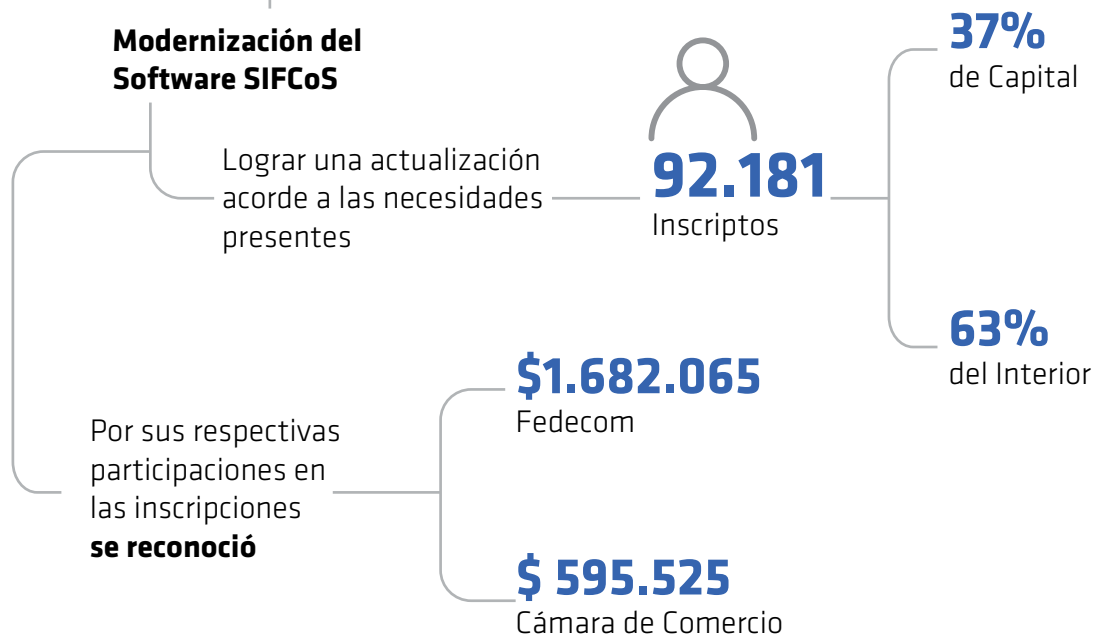 Modernización del
Software SIFCoS
Lograr una actualización
acorde a las necesidades
presentes
92.181
Inscriptos
37%
de Capital
63%
del Interior
Por sus respectivas
participaciones en
las inscripciones
se reconoció
$1.682.065
Fedecom
$ 595.525
Cámara de Comercio